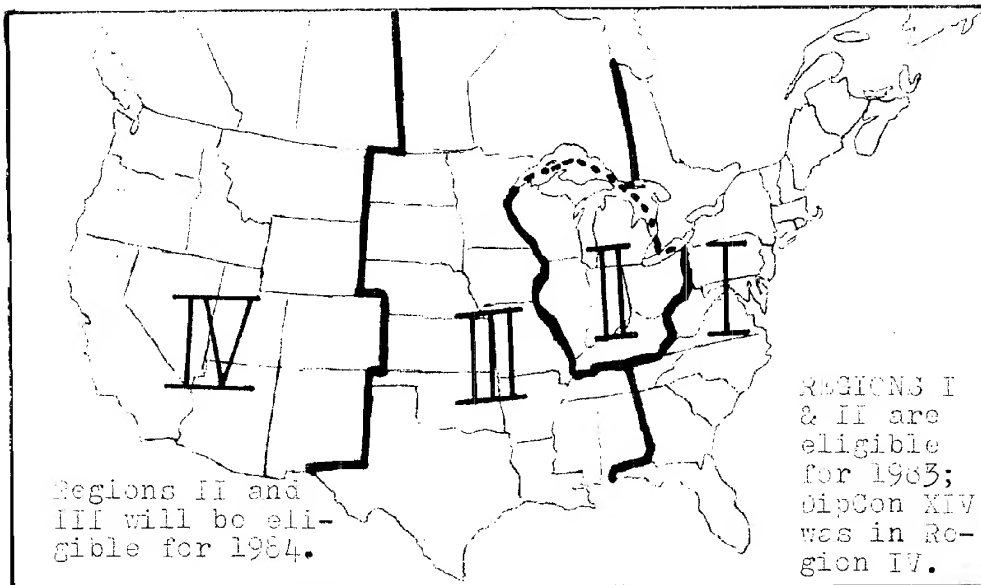 IV
III
II
I
Regions II and
III will be eli-
gible for 1984.
REGIONS I
& II are
eligible
for 1983;
DipCon XIV
was in Re-
gion IV.